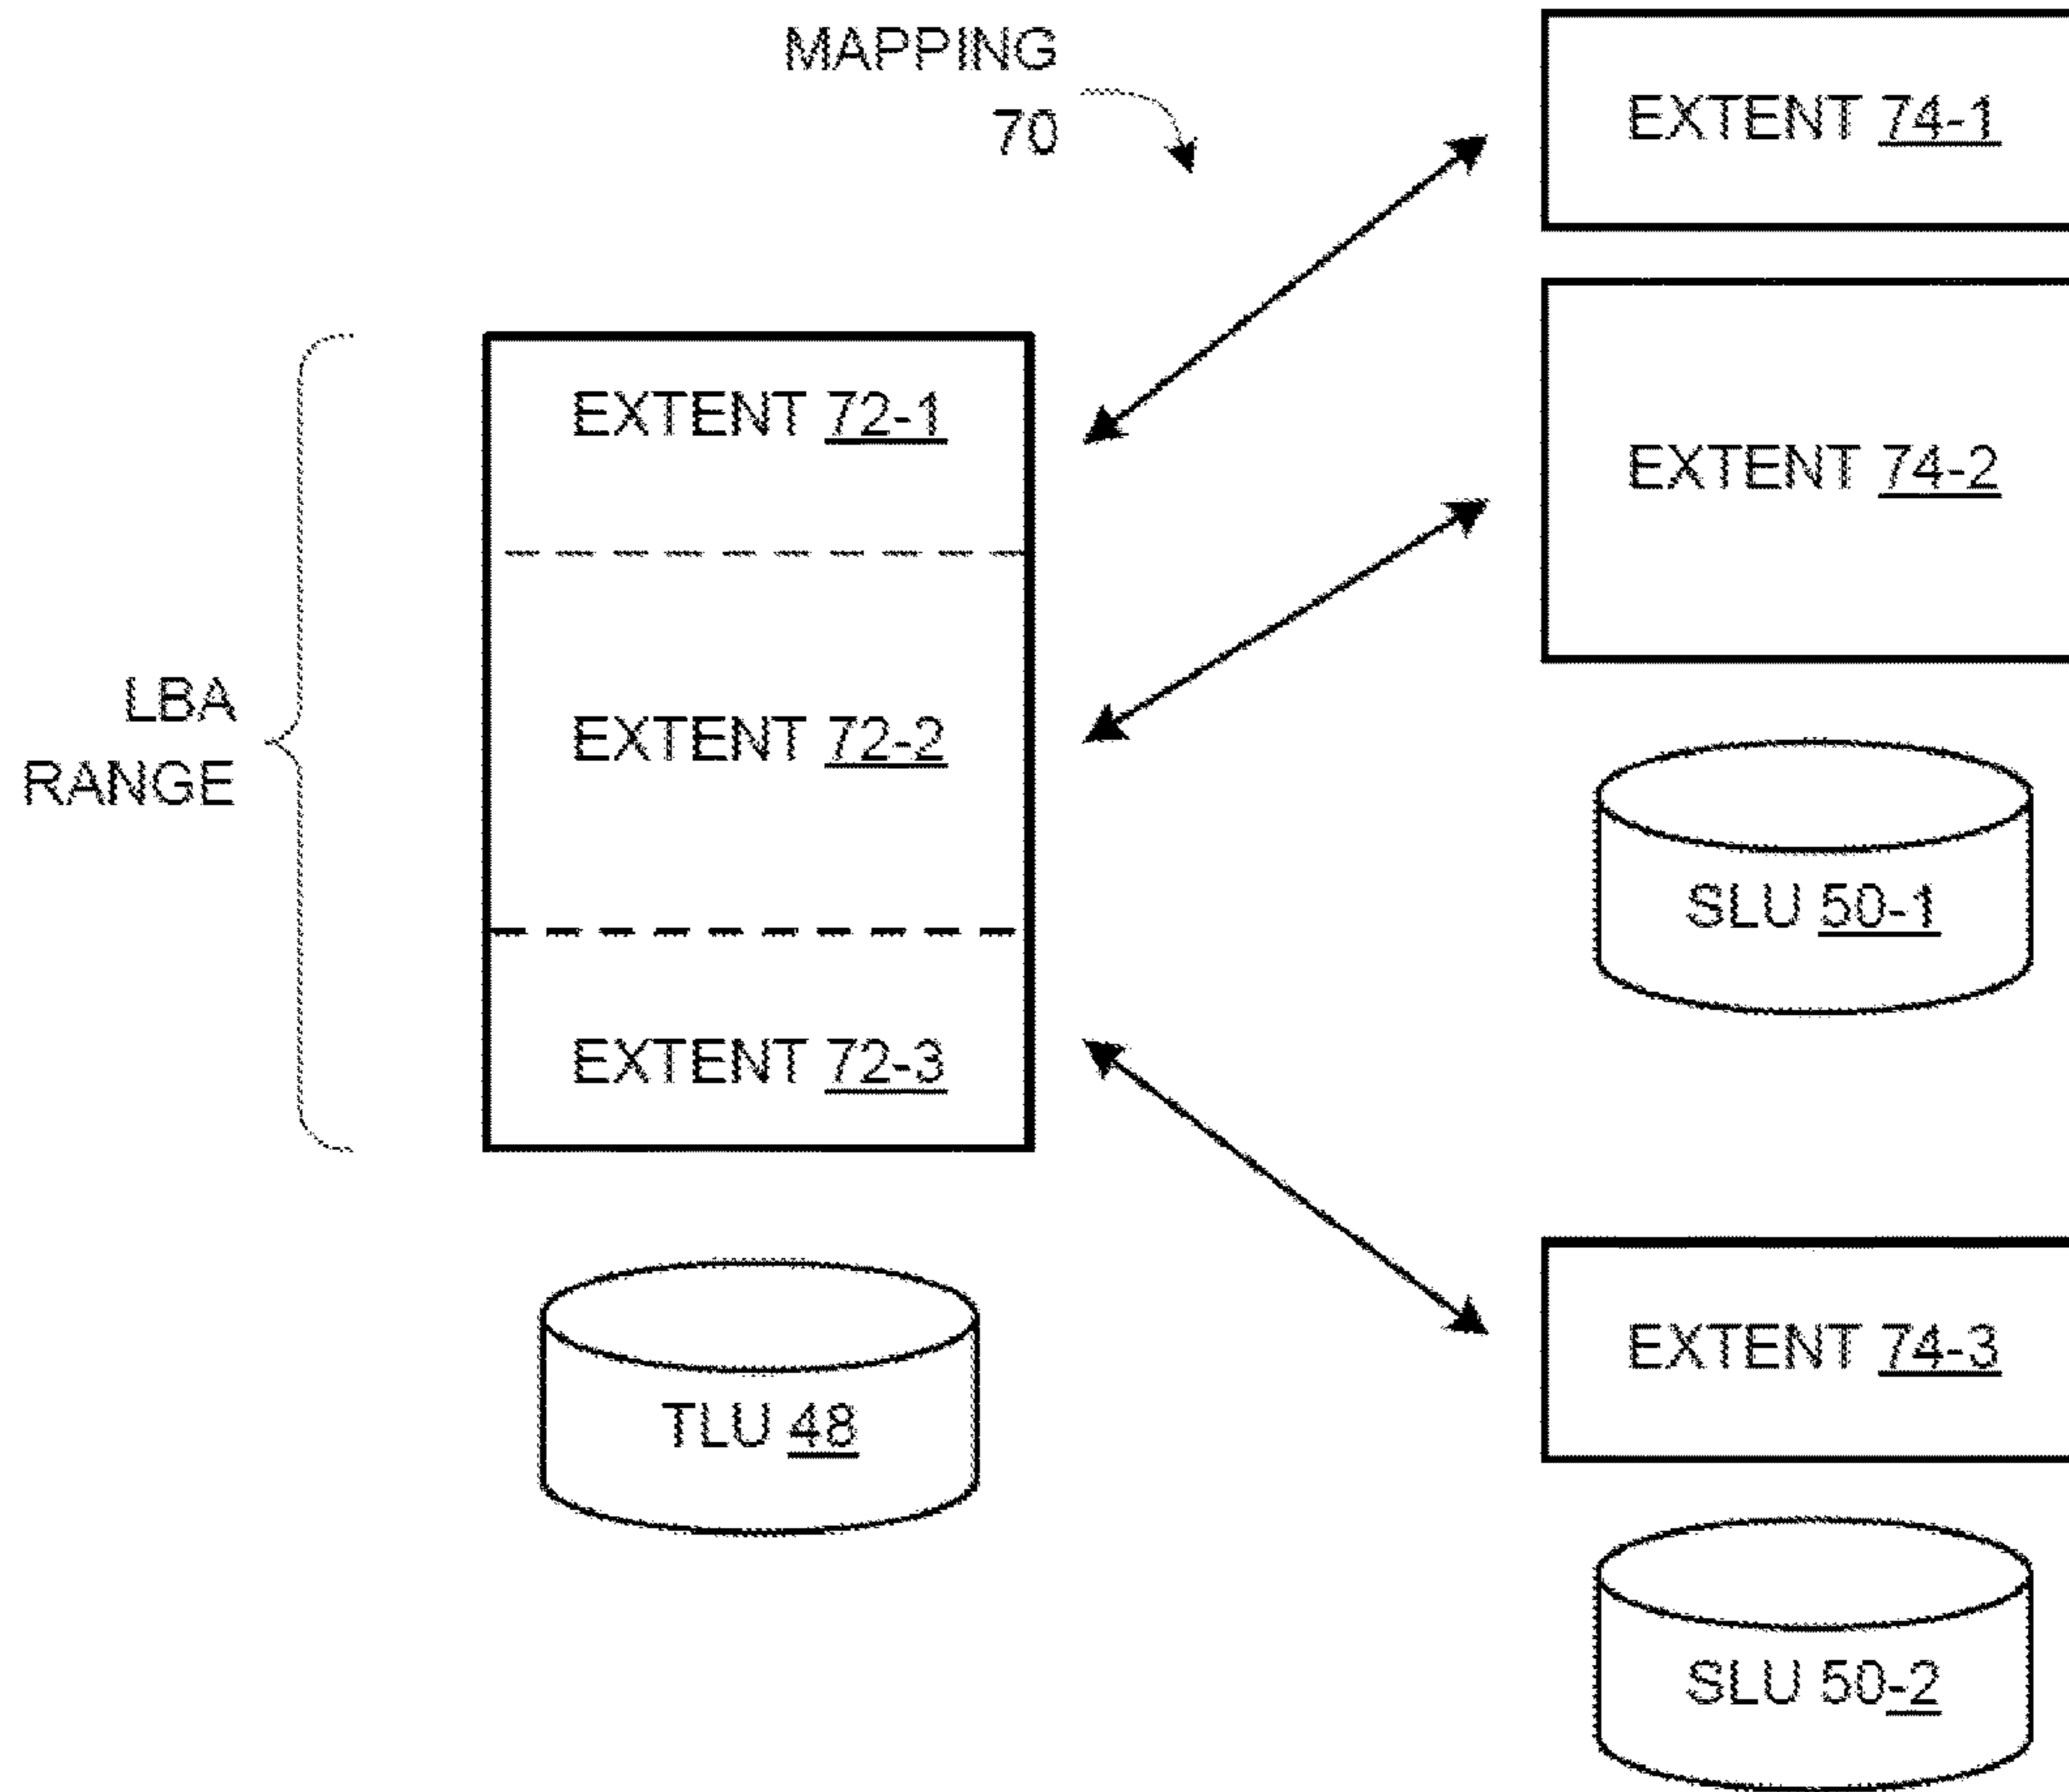 MAPPING
70
EXTENT 74-1
EXTENT 72-1
EXTENT 74-2
LBA
RANGE
EXTENT 72-2
SLU 50-1
EXTENT 72-3
EXTENT 74-3
TLU 48
SLU 50-2